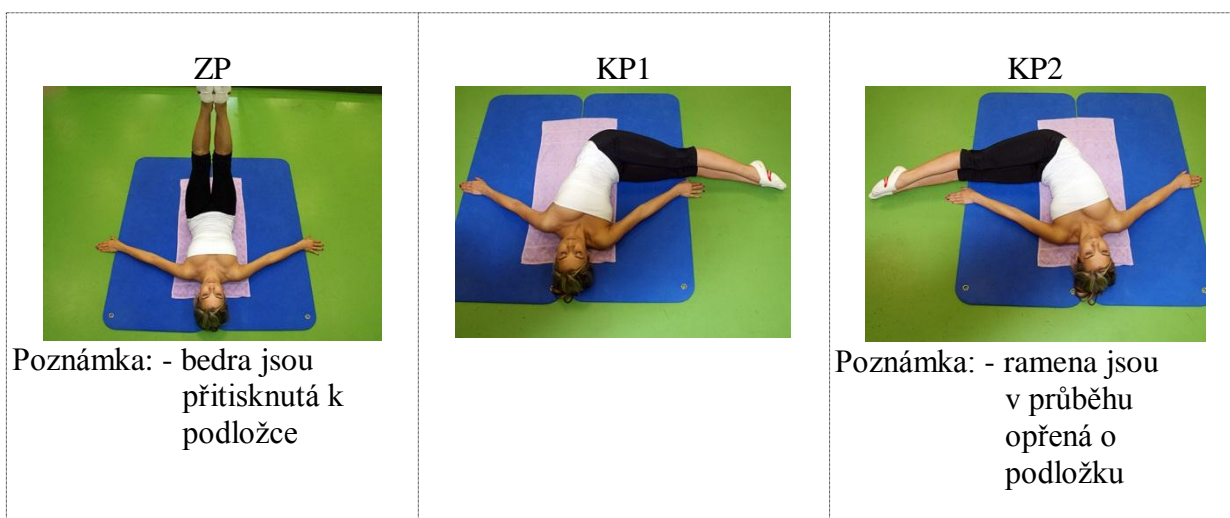 ZP
Poznámka: - bedra jsou
přitisknutá k
podložce
KP1
KP2
Poznámka: - ramena jsou
v průběhu
opřená o
podložku